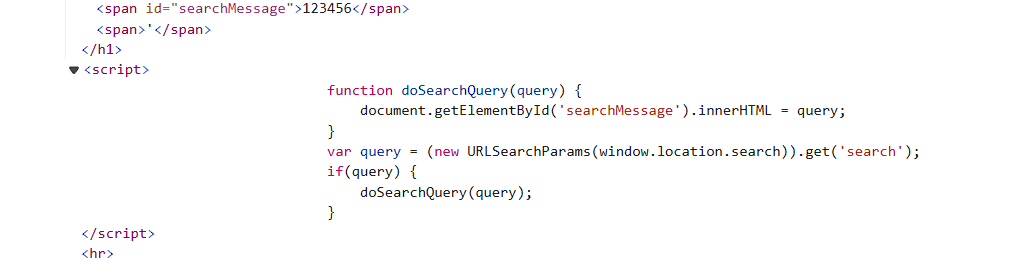 <span id="searchMessage">123456</span>
<span>'</span>
</h1>
<script>
function doSearchQuery(query) {
document.getElementById('searchMessage').innerHTML = query;
}
var query = (new URLSearchParams(window.location.search)).get('search');
if(query) {
doSearchQuery(query);
}
</script>
<hr>